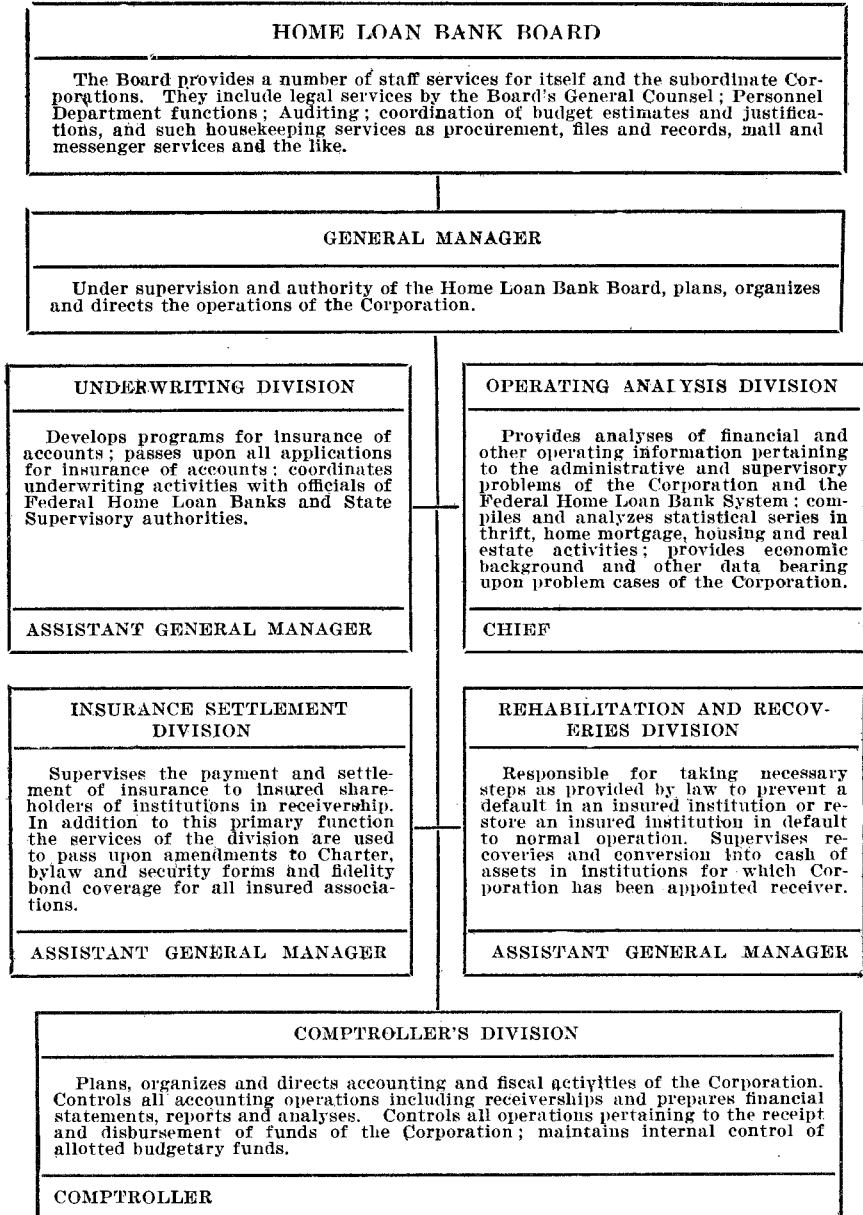 HOME LOAN BANK BOARD
The Board provides a number of staff services for itself and the subordinate Cor-
porations. They include legal services by the Board's General Counsel; Personnel
Department functions; Auditing; coordination of budget estimates and justifica-
tions, and such housekeeping services as procurement, files and records, mail and
messenger services and the like.
GENERAL MANAGER
Under supervision and authority of the Home Loan Bank Board, plans, organizes
and directs the operations of the Corporation.
UNDERWRITING DIVISION
Develops programs for insurance of
accounts; passes upon all applications
for insurance of accounts; coordinates
underwriting activities with officials of
Federal Home Loan Banks and State
Supervisory authorities.
ASSISTANT GENERAL MANAGER
OPERATING ANALYSIS DIVISION
Provides analyses of financial and
other operating information pertaining
to the administrative and supervisory
problems of the Corporation and the
Federal Home Loan Bank System; com-
piles and analyzes statistical series in
thrift, home mortgage, housing and real
estate activities; provides economic
background and other data bearing
upon problem cases of the Corporation.
CHIEF
INSURANCE SETTLEMENT
DIVISION
Supervises the payment and settle-
ment of insurance to insured share-
holders of institutions in receivership.
In addition to this primary function
the services of the division are used
to pass upon amendments to Charter,
bylaw and security forms and fidelity
bond coverage for all insured associa-
tions.
ASSISTANT GENERAL MANAGER
REHABILITATION AND RECOV-
ERIES DIVISION
Responsible for taking necessary
steps as provided by law to prevent a
default in an insured institution or re-
store an insured institution in default
to normal operation. Supervises re-
coveries and conversion into cash of
assets in institutions for which Cor-
poration has been appointed receiver.
ASSISTANT GENERAL MANAGER
COMPTROLLER'S DIVISION
Plans, organizes and directs accounting and fiscal activities of the Corporation.
Controls all accounting operations including receiverships and prepares financial
statements, reports and analyses. Controls all operations pertaining to the receipt
and disbursement of funds of the Corporation; maintains internal control of
allotted budgetary funds.
COMPTROLLER